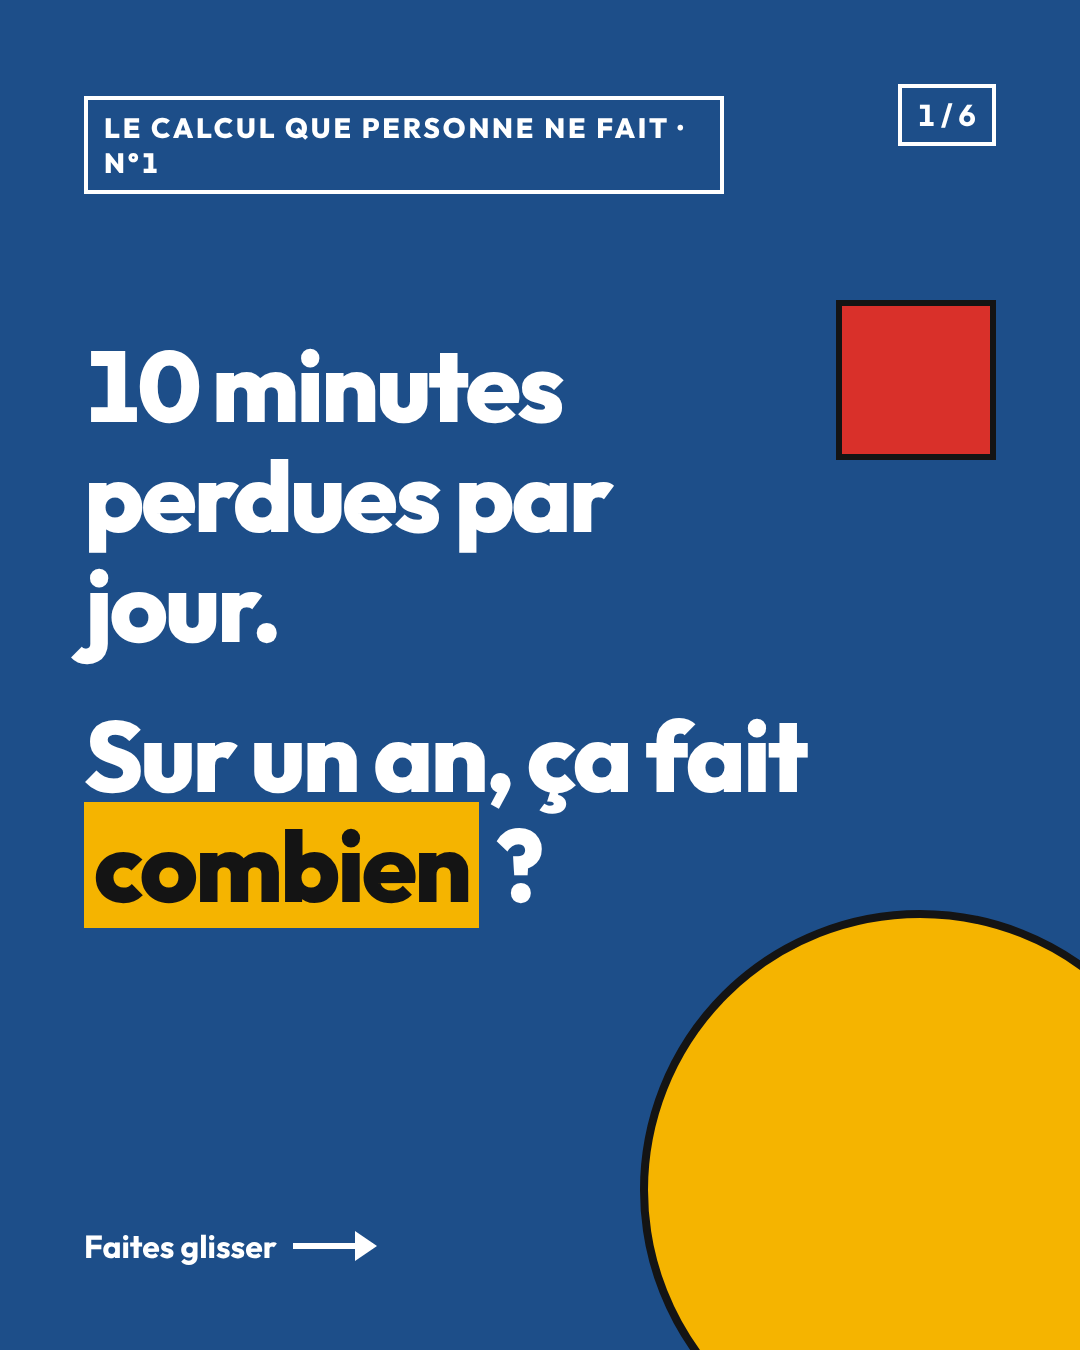 LE CALCUL QUE PERSONNE NE FAIT ·
N°1
1/6
10 minutes
perdues par
jour.
Sur un an, ça fait
combien ?
Faites glisser